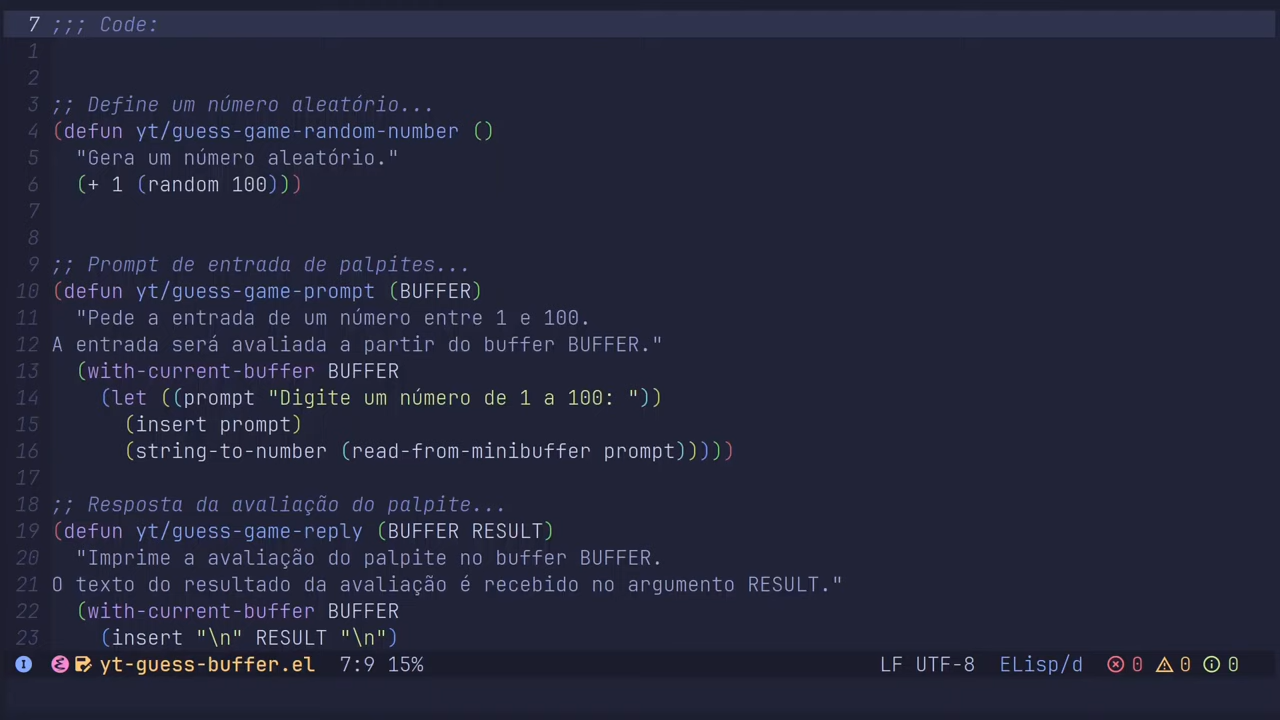 7 ;;; Code:
1
2
3 ;; Define um número aleatório...
4 (defun yt/guess-game-random-number ()
5   "Gera um número aleatório."
6   (+ 1 (random 100)))
7
8
9 ;; Prompt de entrada de palpites...
10 (defun yt/guess-game-prompt (BUFFER)
11   "Pede a entrada de um número entre 1 e 100.
12 A entrada será avaliada a partir do buffer BUFFER."
13   (with-current-buffer BUFFER
14     (let ((prompt "Digite um número de 1 a 100: "))
15       (insert prompt)
16       (string-to-number (read-from-minibuffer prompt)))))
17
18 ;; Resposta da avaliação do palpite...
19 (defun yt/guess-game-reply (BUFFER RESULT)
20   "Imprime a avaliação do palpite no buffer BUFFER.
21 O texto do resultado da avaliação é recebido no argumento RESULT."
22   (with-current-buffer BUFFER
23     (insert "\n" RESULT "\n")
I yt-guess-buffer.el 7:9 15% LF UTF-8 ELisp/d 0 0 0